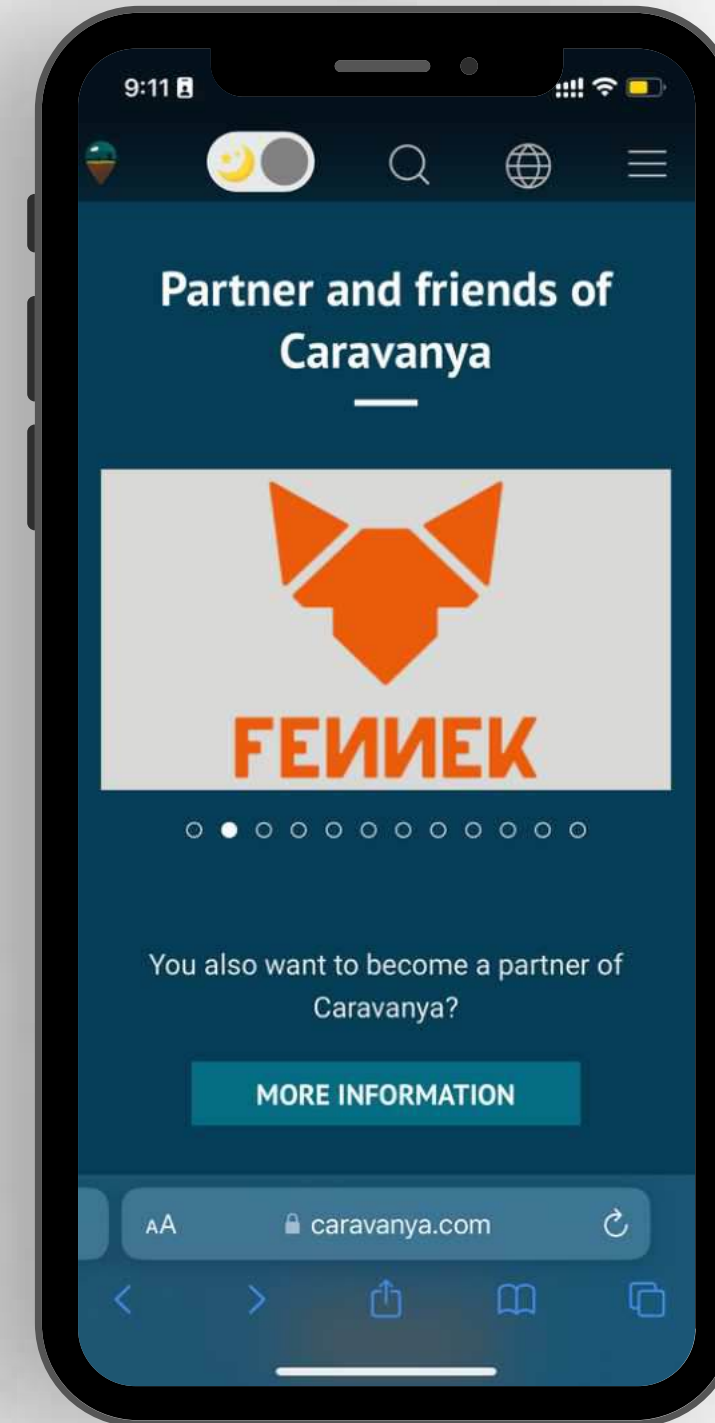 9:11
Partner and friends of
Caravanya
FEИИEK
You also want to become a partner of
Caravanya?
MORE INFORMATION
AA
caravanya.com